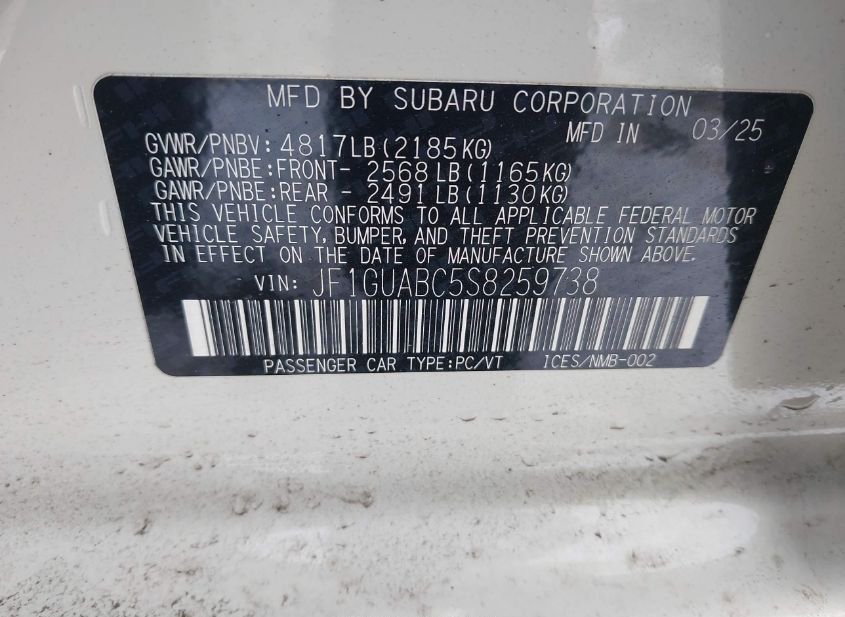 MFD BY SUBARU CORPORATION
MFD IN 03/25
GVWR/PNBV: 4817LB(2185KG)
GAWR/PNBE:FRONT- 2568 LB(1165KG)
GAWR/PNBE:REAR - 2491 LB(1130KG)
THIS VEHICLE CONFORMS TO ALL APPLICABLE FEDERAL MOTOR
VEHICLE SAFETY, BUMPER, AND THEFT PREVENTION STANDARDS
IN EFFECT ON THE DATE OF MANUFACTURE SHOWN ABOVE.
VIN: JF1GUABC5S8259738
PASSENGER CAR TYPE:PC/VT ICES/NMB-002